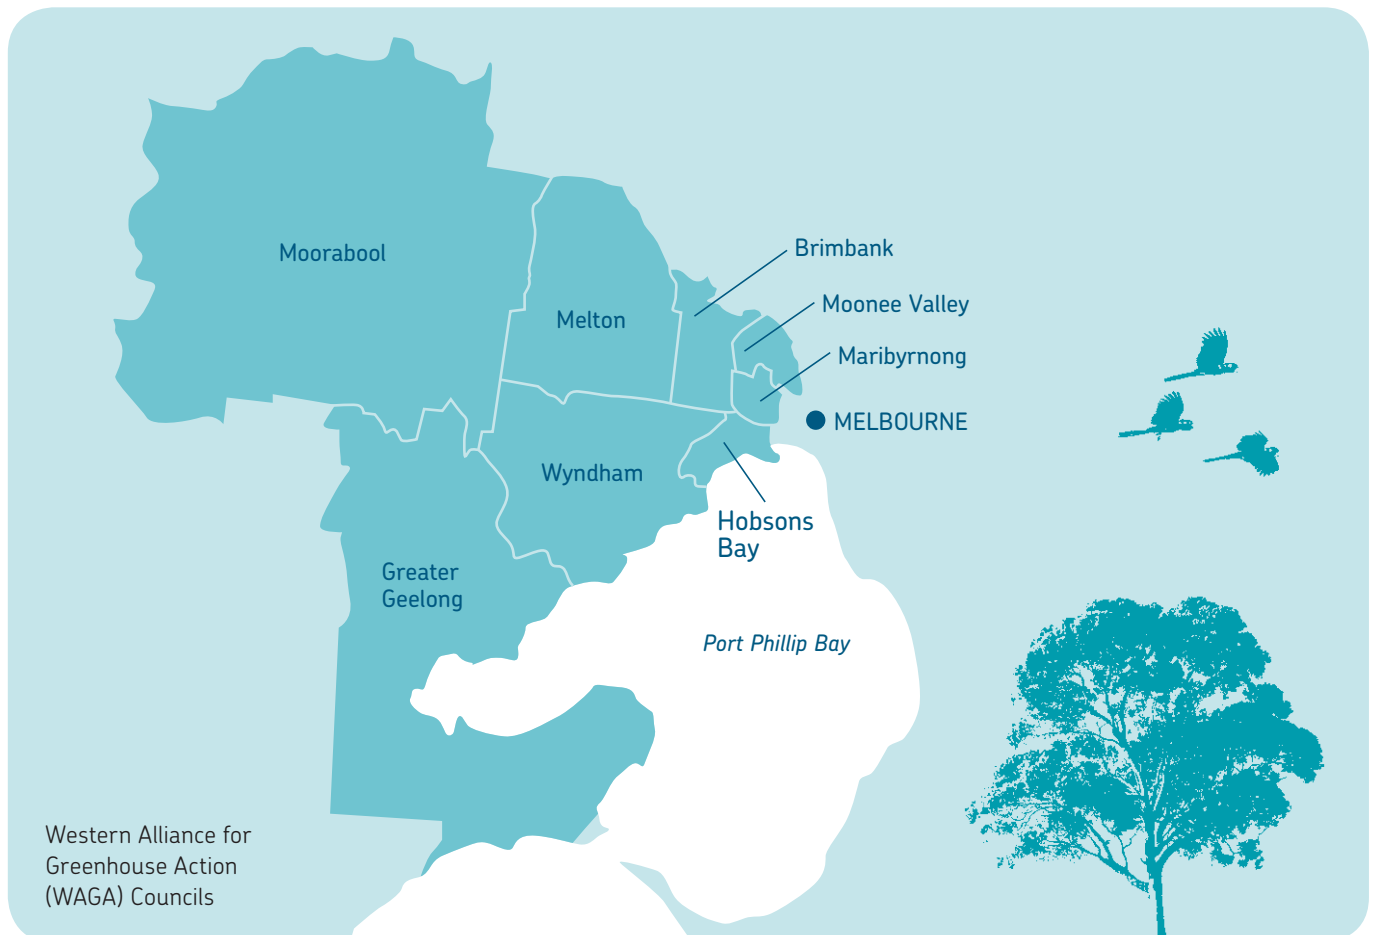 Moorabool
Brimbank
Moonee Valley
Melton
Maribyrnong
MELBOURNE
Wyndham
Hobsons
Bay
Greater
Geelong
Port Phillip Bay
Western Alliance for
Greenhouse Action
(WAGA) Councils